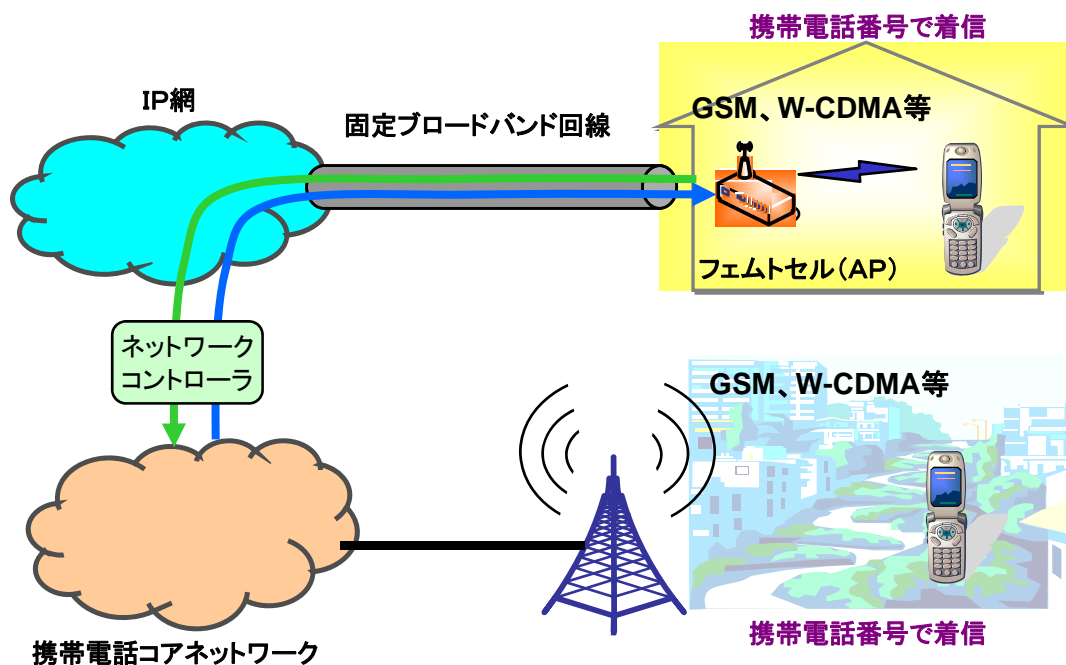 携帯電話番号で着信
IP網
固定ブロードバンド回線
GSM、W-CDMA等
フェムトセル(AP)
ネットワーク
コントローラ
GSM、W-CDMA等
携帯電話番号で着信
携帯電話コアネットワーク